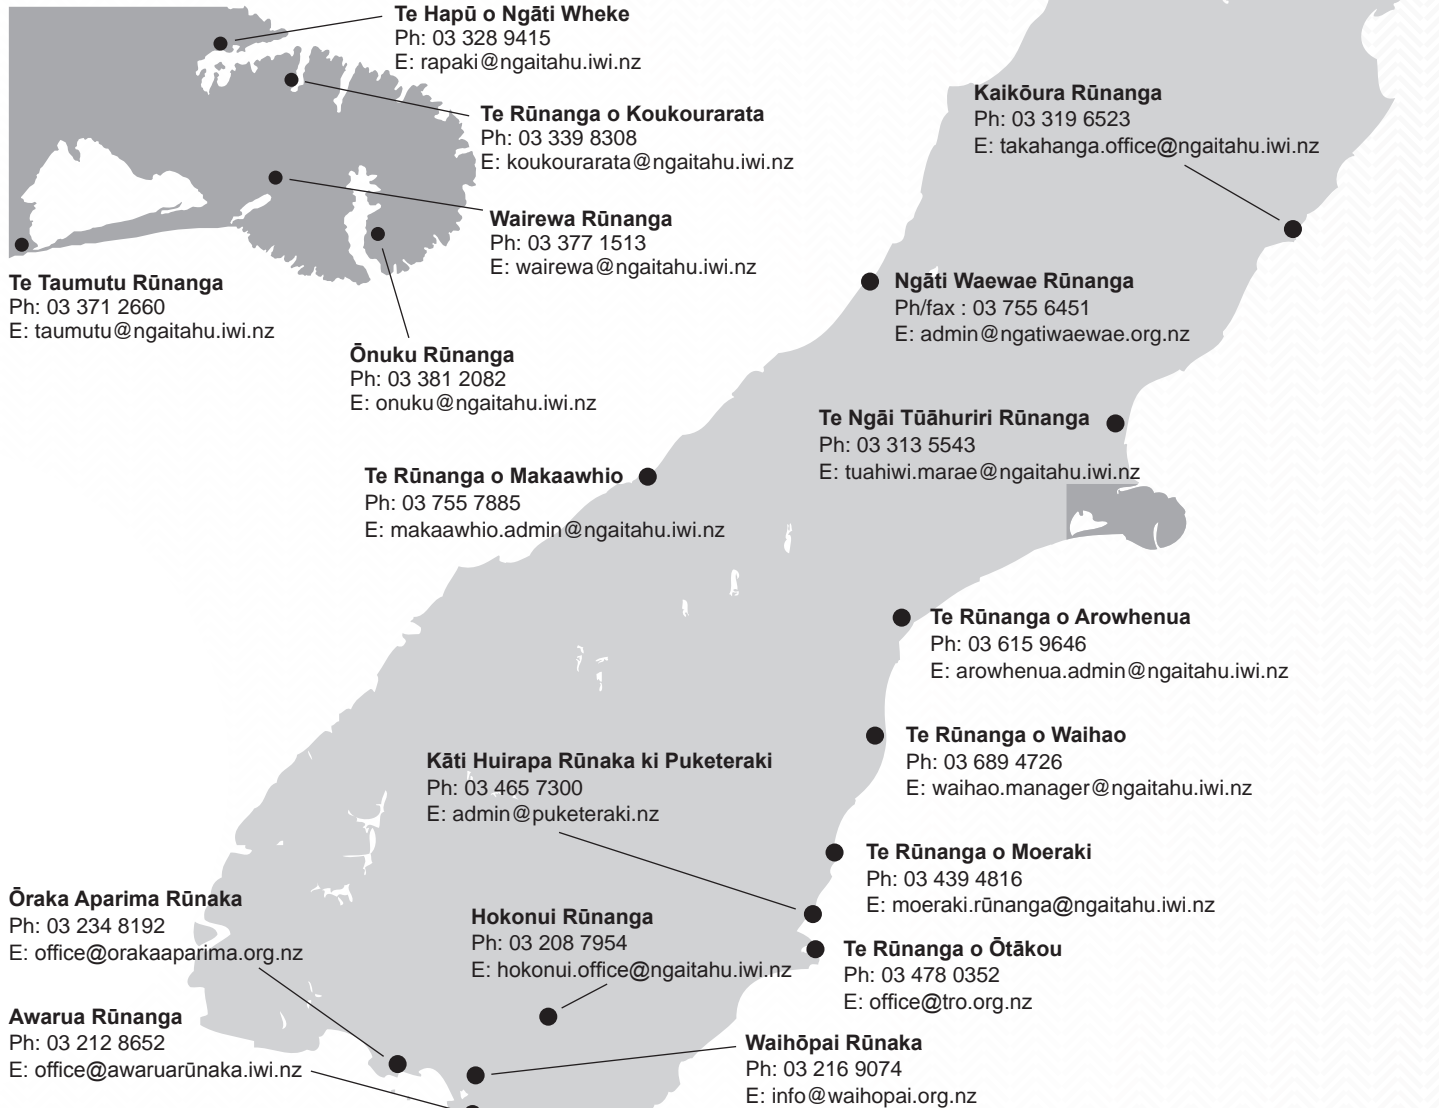 Te Hapū o Ngāti Wheke
Ph: 03 328 9415
E: rapaki@ngaitahu.iwi.nz
Te Rūnanga o Koukourarata
Ph: 03 339 8308
E: koukourarata@ngaitahu.iwi.nz
Wairewa Rūnanga
Ph: 03 377 1513
E: wairewa@ngaitahu.iwi.nz
Te Taumutu Rūnanga
Ph: 03 371 2660
E: taumutu@ngaitahu.iwi.nz
Ōnuku Rūnanga
Ph: 03 381 2082
E: onuku@ngaitahu.iwi.nz
Kaikōura Rūnanga
Ph: 03 319 6523
E: takahanga.office@ngaitahu.iwi.nz
Ngāti Waewae Rūnanga
Ph/fax : 03 755 6451
E: admin@ngatiwaewae.org.nz
Te Ngāi Tūāhuriri Rūnanga
Ph: 03 313 5543
E: tuahiwi.marae@ngaitahu.iwi.nz
Te Rūnanga o Makaawhio
Ph: 03 755 7885
E: makaawhio.admin@ngaitahu.iwi.nz
Te Rūnanga o Arowhenua
Ph: 03 615 9646
E: arowhenua.admin@ngaitahu.iwi.nz
Te Rūnanga o Waihao
Ph: 03 689 4726
E: waihao.manager@ngaitahu.iwi.nz
Kāti Huirapa Rūnaka ki Puketeraki
Ph: 03 465 7300
E: admin@puketeraki.nz
Te Rūnanga o Moeraki
Ph: 03 439 4816
E: moeraki.rūnanga@ngaitahu.iwi.nz
Ōraka Aparima Rūnaka
Ph: 03 234 8192
E: office@orakaaparima.org.nz
Hokonui Rūnanga
Ph: 03 208 7954
E: hokonui.office@ngaitahu.iwi.nz
Te Rūnanga o Ōtākou
Ph: 03 478 0352
E: office@tro.org.nz
Awarua Rūnanga
Ph: 03 212 8652
E: office@awaruarūnaka.iwi.nz
Waihōpai Rūnaka
Ph: 03 216 9074
E: info@waihopai.org.nz